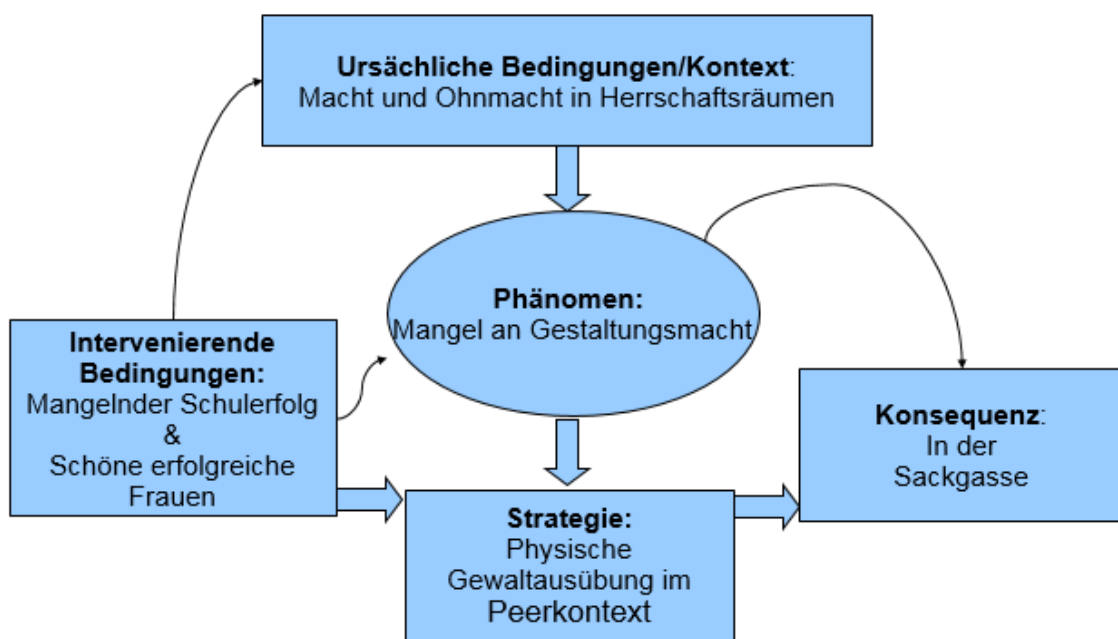 Ursächliche Bedingungen/Kontext:
Macht und Ohnmacht in Herrschaftsräumen
Phänomen:
Mangel an Gestaltungsmacht
Intervenierende
Bedingungen:
Mangelnder Schulerfolg
&
Schöne erfolgreiche
Frauen
Strategie:
Physische
Gewaltausübung im
Peerkontext
Konsequenz:
In der
Sackgasse